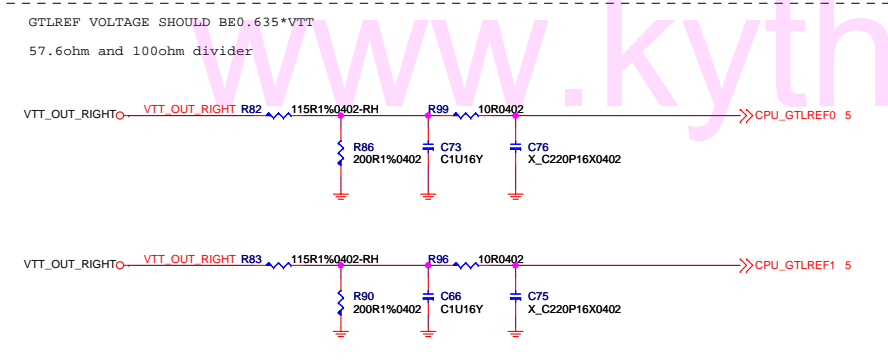 GTLREF VOLTAGE SHOULD BE0.635*VTT
57.6ohm and 100ohm divider
www.kyth
VTT_OUT_RIGHT VTT_OUT_RIGHT R82 115R1%0402-RH R99 10R0402 CPU_GTLREF0 5
R86 C73 C76
200R1%0402 C1U16Y X_C220P16X0402
VTT_OUT_RIGHT VTT_OUT_RIGHT R83 115R1%0402-RH R96 10R0402 CPU_GTLREF1 5
R90 C66 C75
200R1%0402 C1U16Y X_C220P16X0402